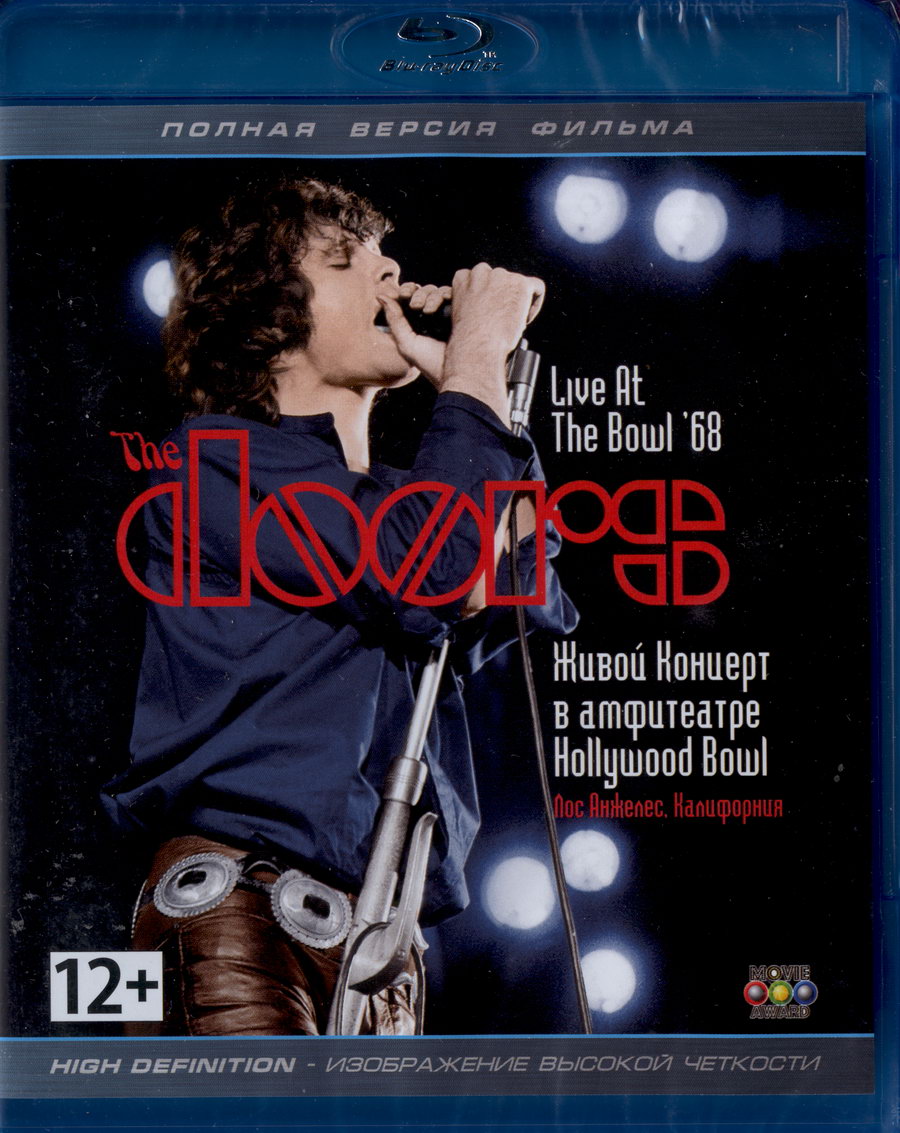 Blu-ray Disc
TM
ПОЛНАЯ ВЕРСИЯ ФИЛЬМА
Live At
The Bowl '68
The
doors
Живой Концерт
в амфитеатре
Hollywood Bowl
Лос Анжелес, Калифорния
12+
MOVIE
AWARD
HIGH DEFINITION - ИЗОБРАЖЕНИЕ ВЫСОКОЙ ЧЕТКОСТИ